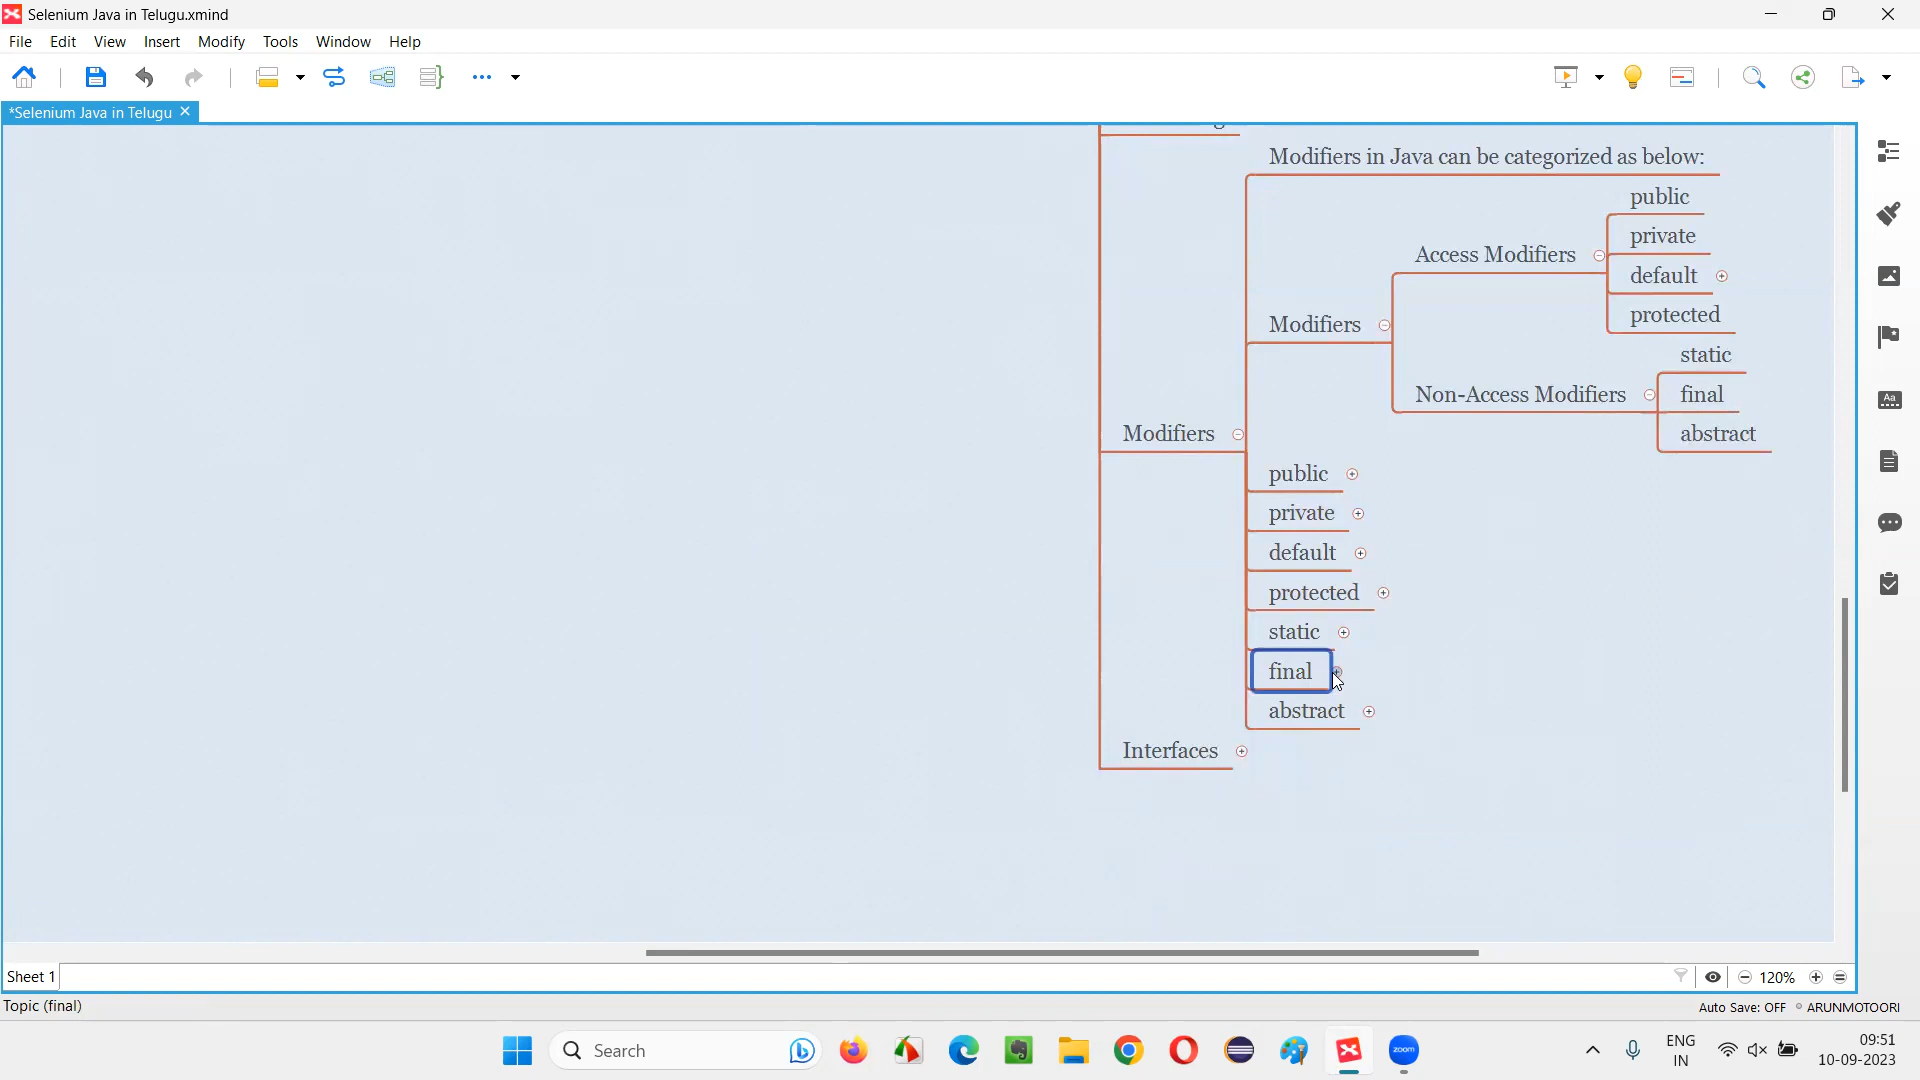 Selenium Java in Telugu.xmind
File Edit View Insert Modify Tools Window Help
*Selenium Java in Telugu
Modifiers in Java can be categorized as below:
public
private
Access Modifiers
default
protected
Modifiers
static
Non-Access Modifiers
final
abstract
Modifiers
public
private
default
protected
static
final
abstract
Interfaces
Sheet 1
120%
Topic (final)
Auto Save: OFF
ARUNMOTOORI
Search
zoom
ENG
IN
09:51
10-09-2023
Aa